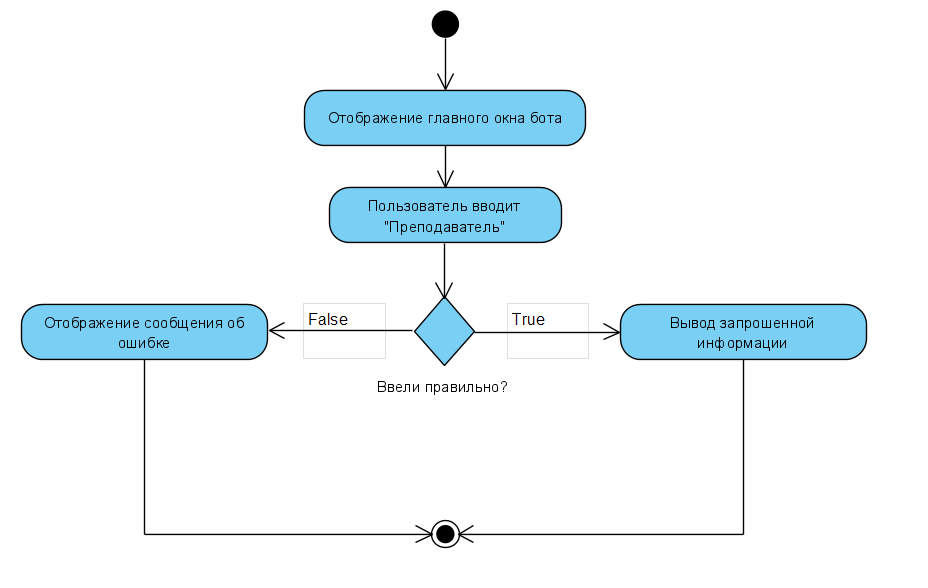 Отображение главного окна бота
Пользователь вводит
"Преподаватель"
Отображение сообщения об
ошибке
False
True
Вывод запрошенной
информации
Ввели правильно?